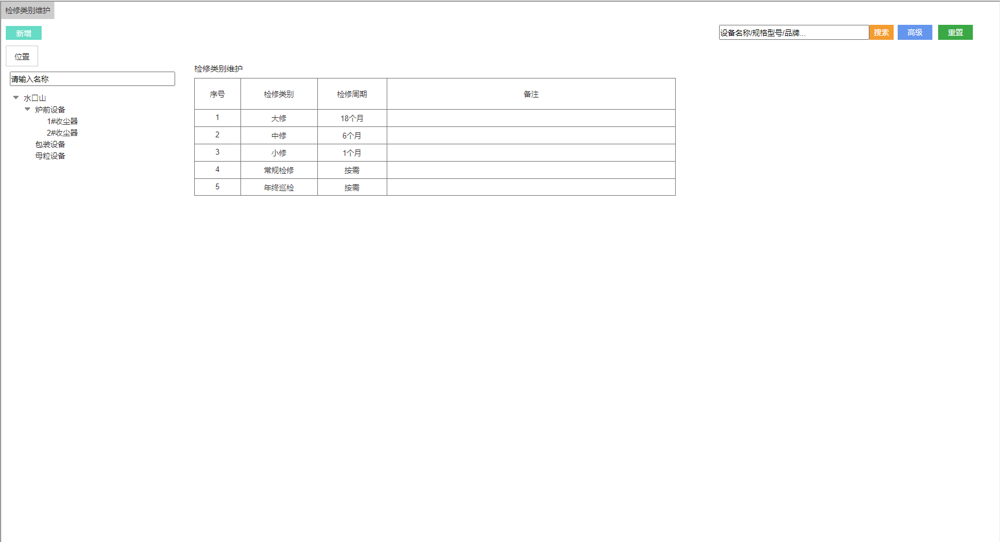 检修类别维护
新增
设备名称/规格型号/品牌...
搜索
高级
重置
位置
请输入名称
水口山
炉前设备
1#收尘器
2#收尘器
包装设备
母粒设备
检修类别维护
序号 检修类别 检修周期 备注
1 大修 18个月
2 中修 6个月
3 小修 1个月
4 常规检修 按需
5 年终巡检 按需